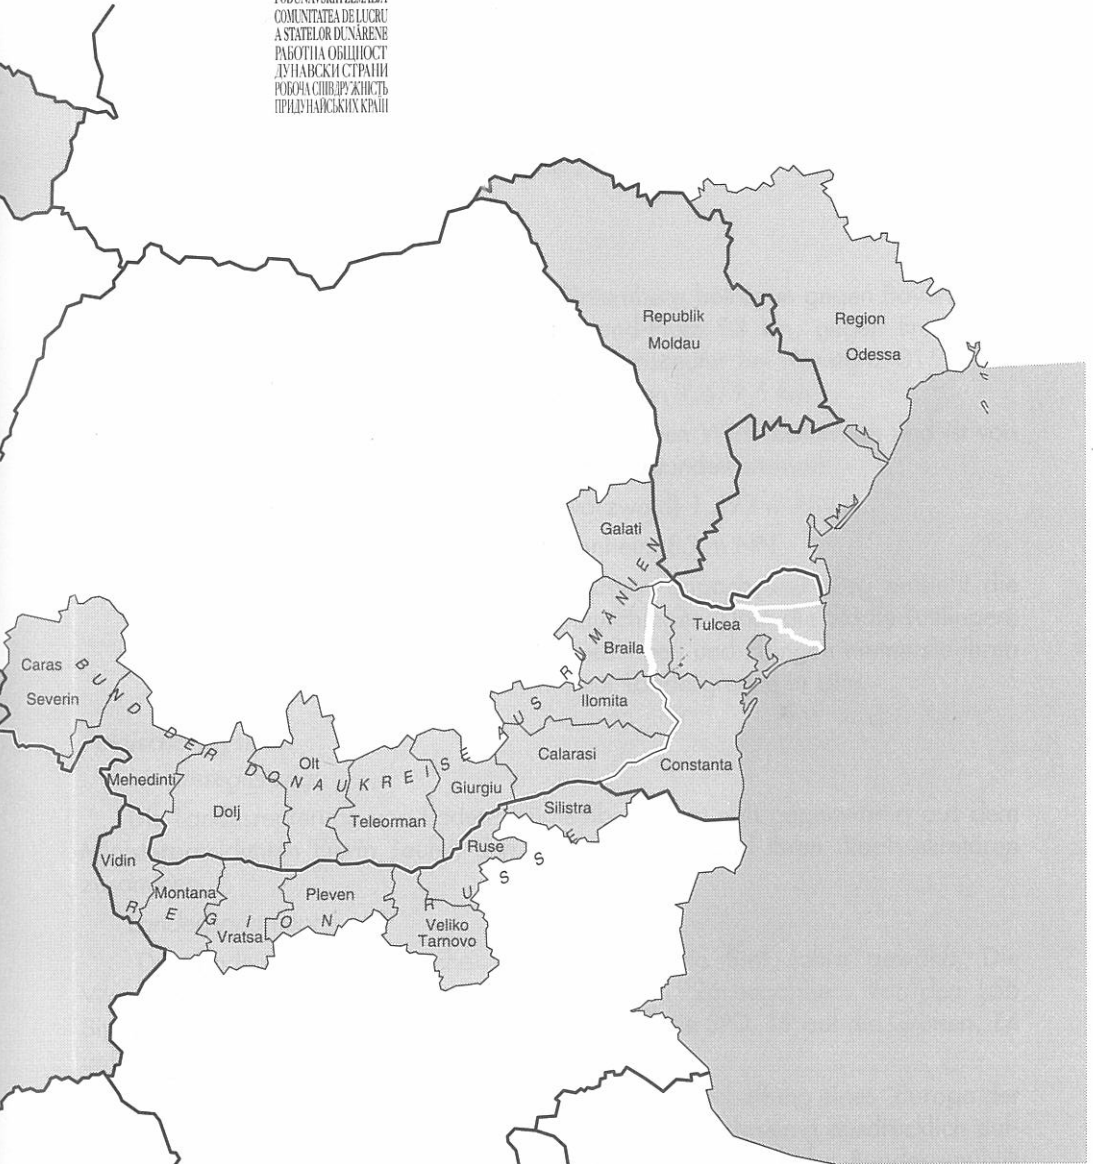 COMUNITATEA DE LUCRU
A STATELOR DUNĂRENE
РАБОТНА ОБЩНОСТ
ДУНАВСКИ СТРАНИ
РОБОЧА СПІВДРУЖНІСТЬ
ПРИДУНАЙСЬКИХ КРАЇН
Republik
Moldau
Region
Odessa
Galati
Tulcea
Braila
Caras
Severin
Ilomita
Calarasi
Constanta
Olt
Mehedinti
Giurgiu
Dolj
Teleorman
Silistra
Ruse
Vidin
Montana
Pleven
Vratsa
Veliko
Tarnovo
BUND DER DONAUKREISE AUS RUMÄNIEN
REGION RUSSE